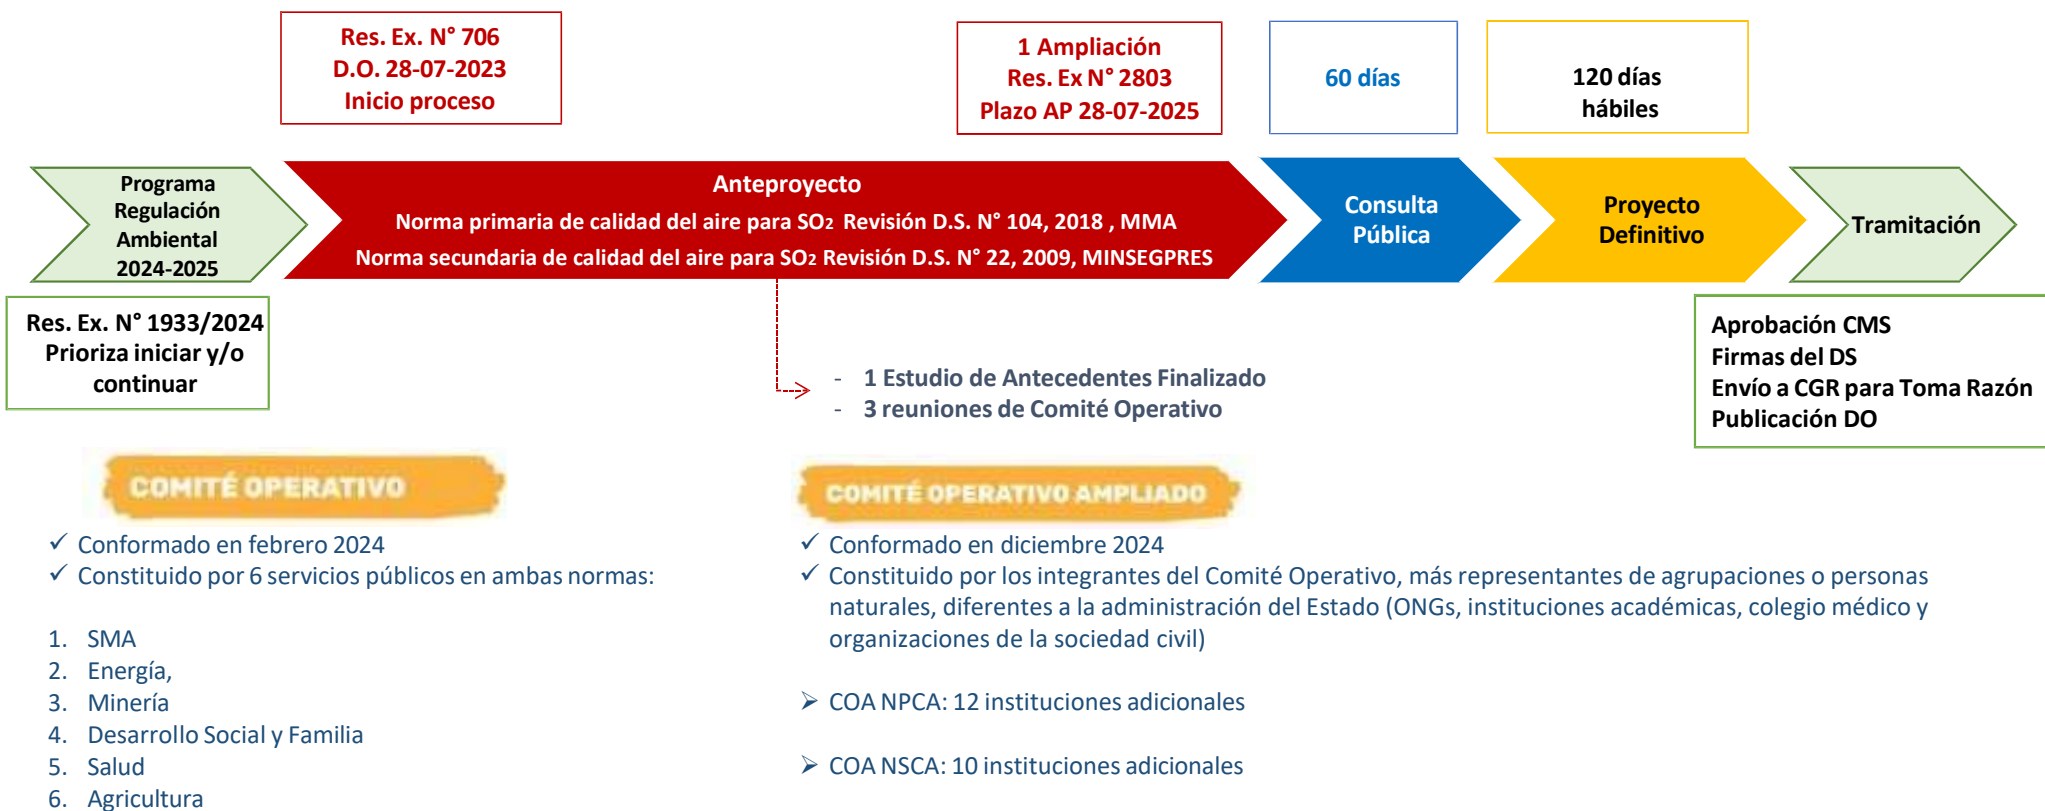 Res. Ex. N° 706
D.O. 28-07-2023
Inicio proceso
1 Ampliación
Res. Ex N° 2803
Plazo AP 28-07-2025
60 días
120 días
hábiles
Programa
Regulación
Ambiental
2024-2025
Anteproyecto
Norma primaria de calidad del aire para SO2 Revisión D.S. N° 104, 2018 , MMA
Norma secundaria de calidad del aire para SO2 Revisión D.S. N° 22, 2009, MINSEGPRES
Consulta
Pública
Proyecto
Definitivo
Tramitación
Res. Ex. N° 1933/2024
Prioriza iniciar y/o
continuar
- 1 Estudio de Antecedentes Finalizado
- 3 reuniones de Comité Operativo
Aprobación CMS
Firmas del DS
Envío a CGR para Toma Razón
Publicación DO
COMITÉ OPERATIVO
✓ Conformado en febrero 2024
✓ Constituido por 6 servicios públicos en ambas normas:
1. SMA
2. Energía,
3. Minería
4. Desarrollo Social y Familia
5. Salud
6. Agricultura
COMITÉ OPERATIVO AMPLIADO
✓ Conformado en diciembre 2024
✓ Constituido por los integrantes del Comité Operativo, más representantes de agrupaciones o personas
naturales, diferentes a la administración del Estado (ONGs, instituciones académicas, colegio médico y
organizaciones de la sociedad civil)
➢ COA NPCA: 12 instituciones adicionales
➢ COA NSCA: 10 instituciones adicionales